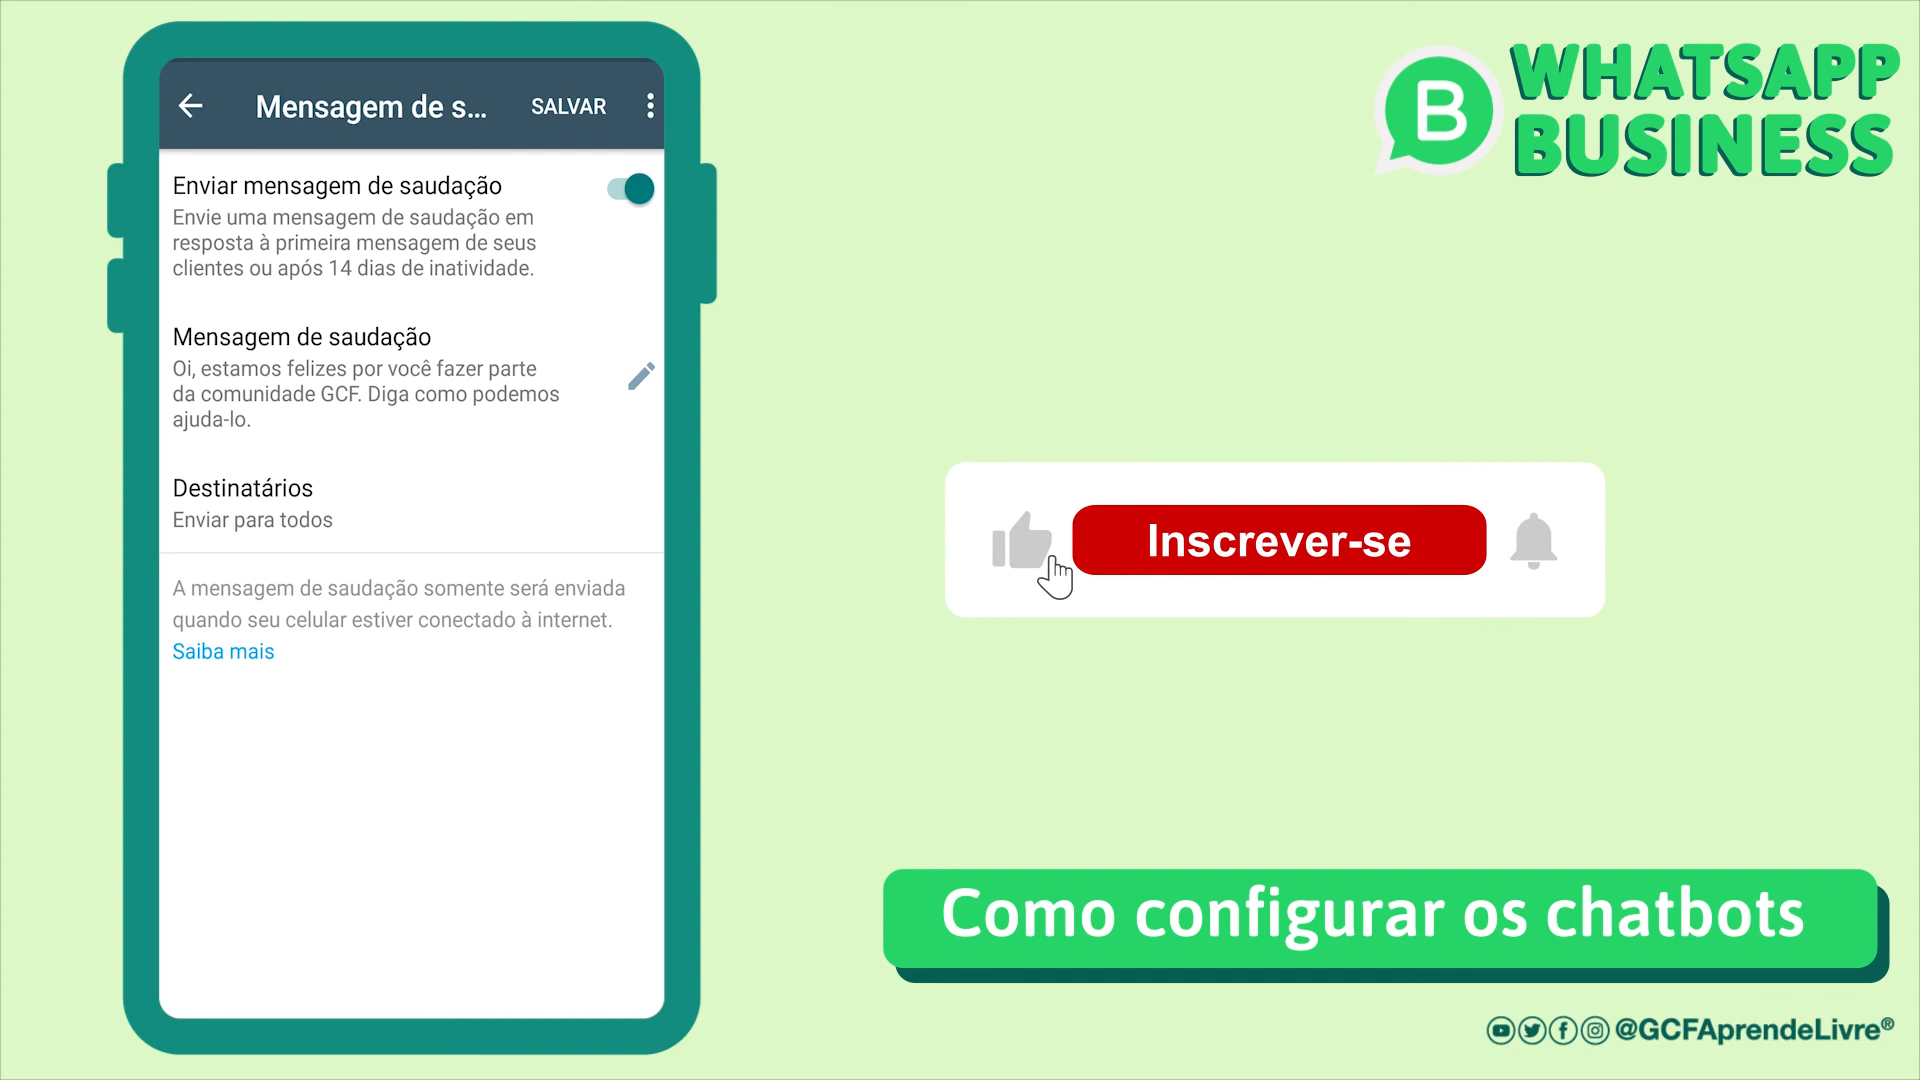 Mensagem de s... SALVAR
Enviar mensagem de saudação
Envie uma mensagem de saudação em
resposta à primeira mensagem de seus
clientes ou após 14 dias de inatividade.
Mensagem de saudação
Oi, estamos felizes por você fazer parte
da comunidade GCF. Diga como podemos
ajuda-lo.
Destinatários
Enviar para todos
A mensagem de saudação somente será enviada
quando seu celular estiver conectado à internet.
Saiba mais
B
WHATSAPP
BUSINESS
Inscrever-se
Como configurar os chatbots
@GCFAprendeLivre®